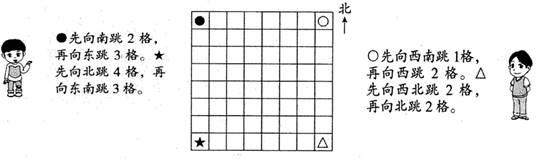 ●先向南跳 2 格，
再向东跳 3 格。★
先向北跳 4 格，再
向东南跳3格。
北
○先向西南跳 1格，
再向西跳 2 格。△
先向西北跳 2 格，
再向北跳2格。